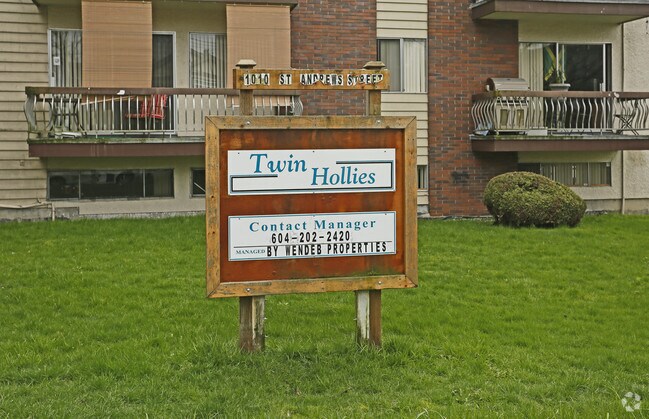 1010 ST ANDREWS STREET
Twin Hollies
Contact Manager
604-202-2420
MANAGED BY WENDEB PROPERTIES